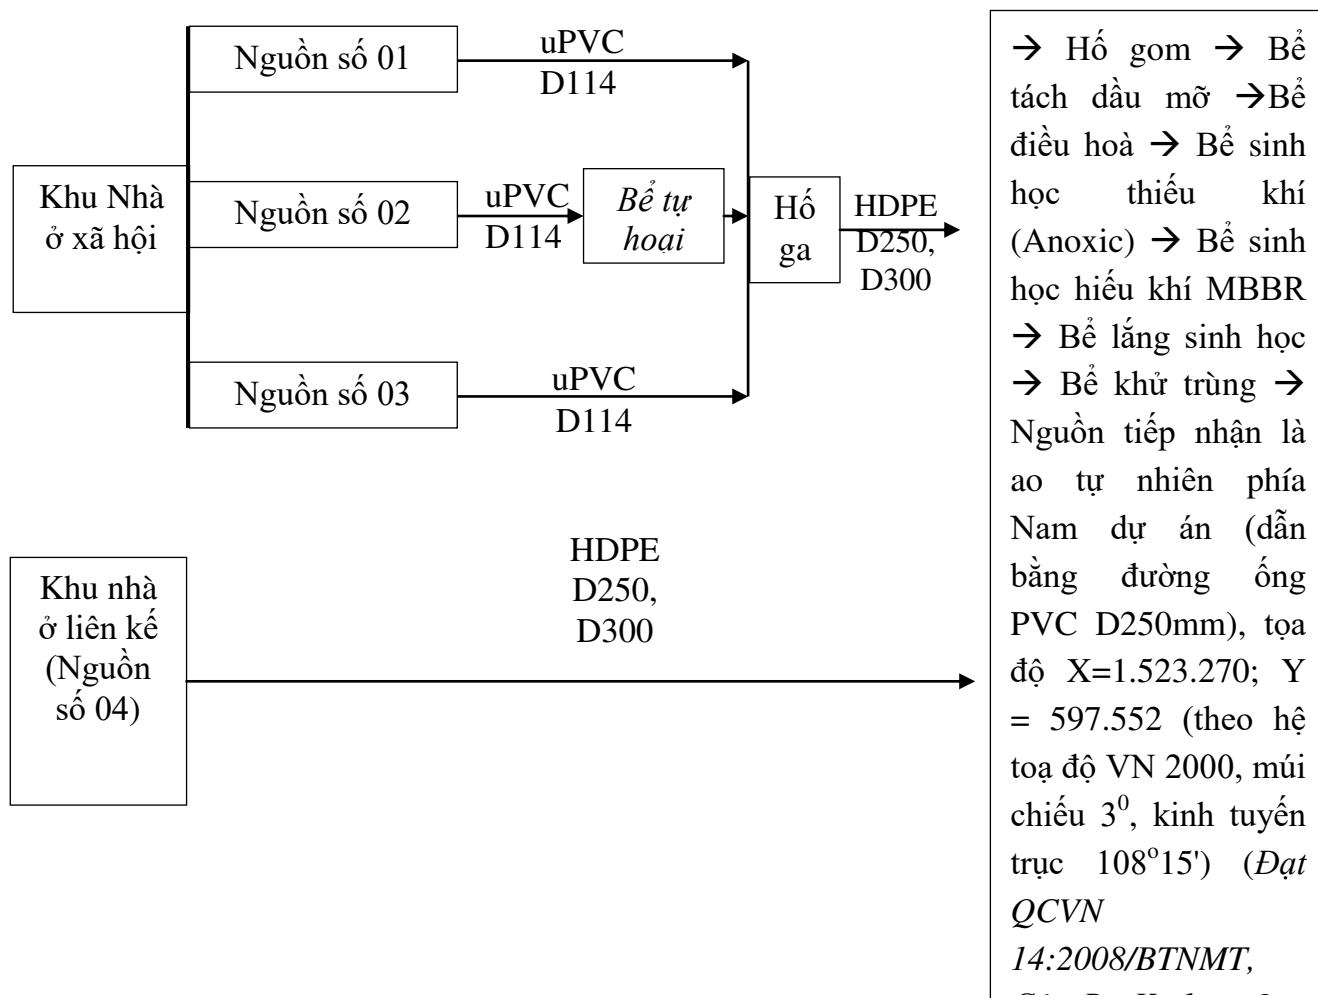 Khu Nhà
ở xã hội
Nguồn số 01
uPVC
D114
Nguồn số 02
uPVC
D114
Bể tự
hoại
Nguồn số 03
uPVC
D114
Hố
ga
HDPE
D250,
D300
Khu nhà
ở liên kế
(Nguồn
số 04)
HDPE
D250,
D300
→ Hố gom → Bể
tách dầu mỡ →Bể
điều hoà → Bể sinh
học thiếu khí
(Anoxic) → Bể sinh
học hiếu khí MBBR
→ Bể lắng sinh học
→ Bể khử trùng →
Nguồn tiếp nhận là
ao tự nhiên phía
Nam dự án (dẫn
bằng đường ống
PVC D250mm), tọa
độ X=1.523.270; Y
= 597.552 (theo hệ
toạ độ VN 2000, múi
chiếu 3⁰, kinh tuyến
trục 108º15') (Đạt
QCVN
14:2008/BTNMT,